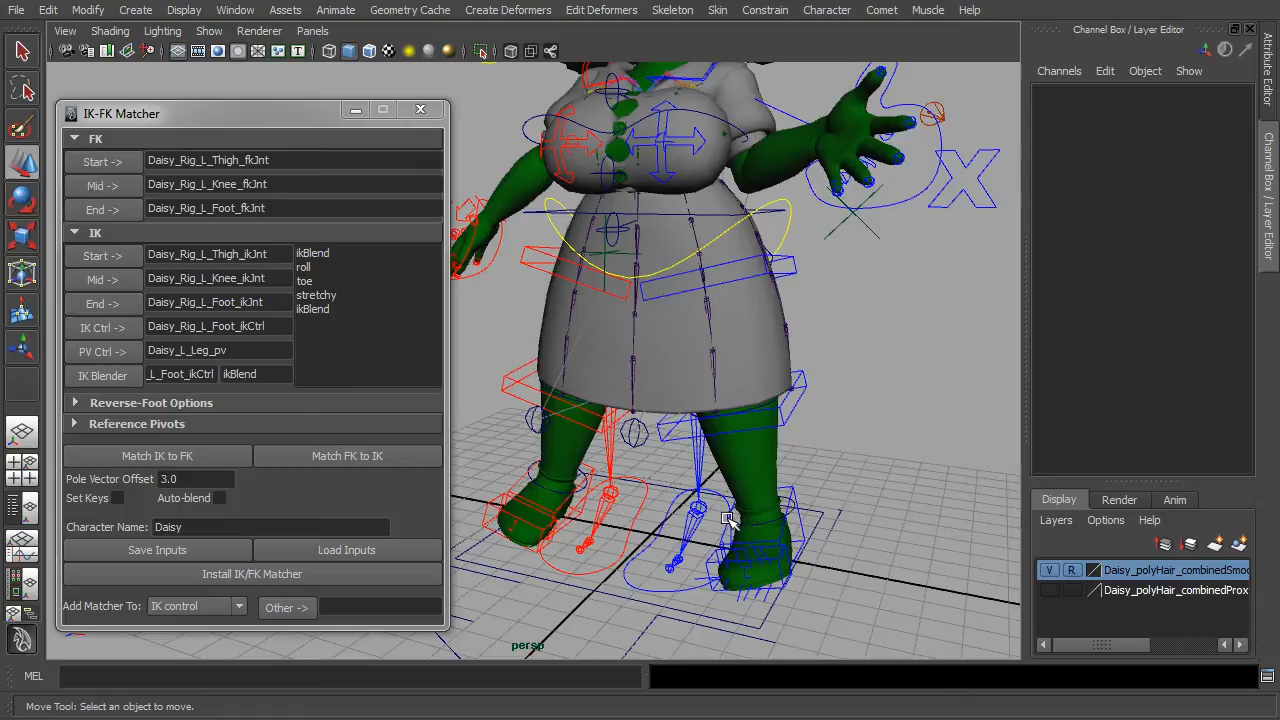 File Edit Modify Create Display Window Assets Animate Geometry Cache Create Deformers Edit Deformers Skeleton Skin Constrain Character Comet Muscle Help
View Shading Lighting Show Renderer Panels
Channel Box / Layer Editor
Channels Edit Object Show
Attribute Editor
Channel Box / Layer Editor
IK-FK Matcher
FK
Start -> Daisy_Rig_L_Thigh_fkJnt
Mid -> Daisy_Rig_L_Knee_fkJnt
End -> Daisy_Rig_L_Foot_fkJnt
IK
Start -> Daisy_Rig_L_Thigh_ikJnt
Mid -> Daisy_Rig_L_Knee_ikJnt
End -> Daisy_Rig_L_Foot_ikJnt
IK Ctrl -> Daisy_Rig_L_Foot_ikCtrl
PV Ctrl -> Daisy_L_Leg_pv
IK Blender _L_Foot_ikCtrl ikBlend
ikBlend
roll
toe
stretchy
ikBlend
Reverse-Foot Options
Reference Pivots
Match IK to FK Match FK to IK
Pole Vector Offset 3.0
Set Keys Auto-blend
Character Name: Daisy
Save Inputs Load Inputs
Install IK/FK Matcher
Add Matcher To: IK control Other ->
X
persp
Display Render Anim
Layers Options Help
V R Daisy_polyHair_combinedSmoo
Daisy_polyHair_combinedProx
MEL
Move Tool: Select an object to move.